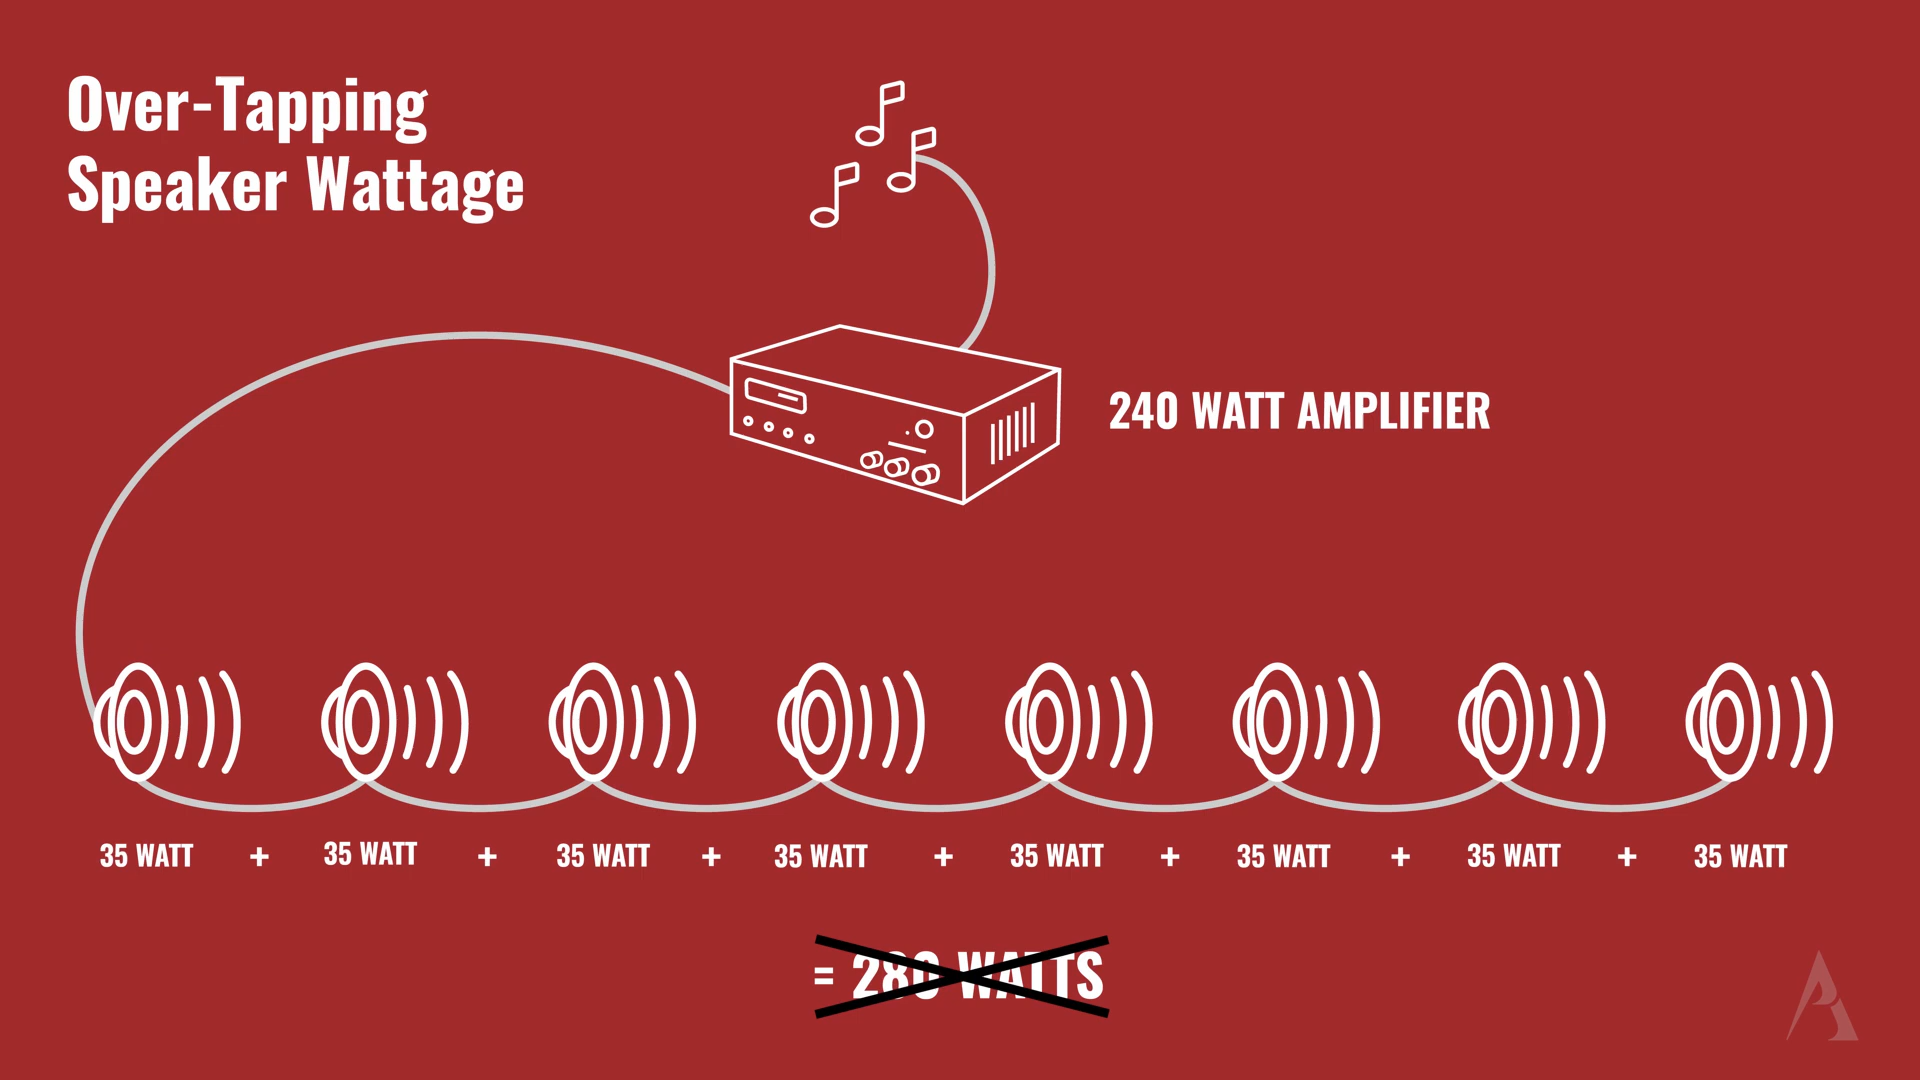 Over-Tapping
Speaker Wattage
240 WATT AMPLIFIER
35 WATT + 35 WATT + 35 WATT + 35 WATT + 35 WATT + 35 WATT + 35 WATT + 35 WATT
= 280 WATTS